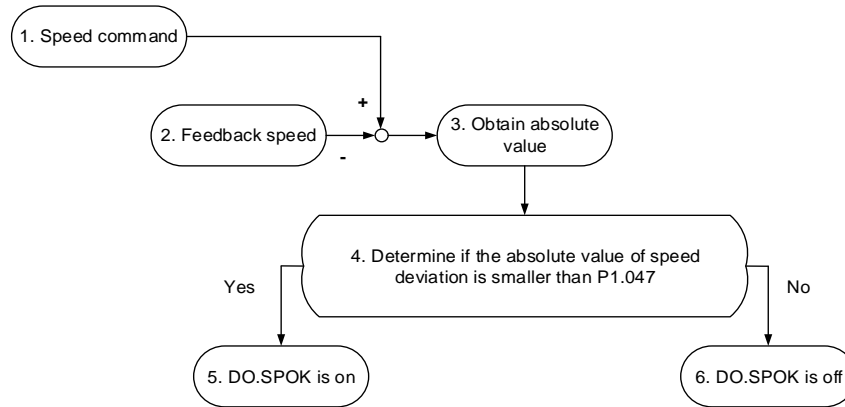 1. Speed command
+
2. Feedback speed
-
3. Obtain absolute
value
4. Determine if the absolute value of speed
deviation is smaller than P1.047
Yes
No
5. DO.SPOK is on
6. DO.SPOK is off